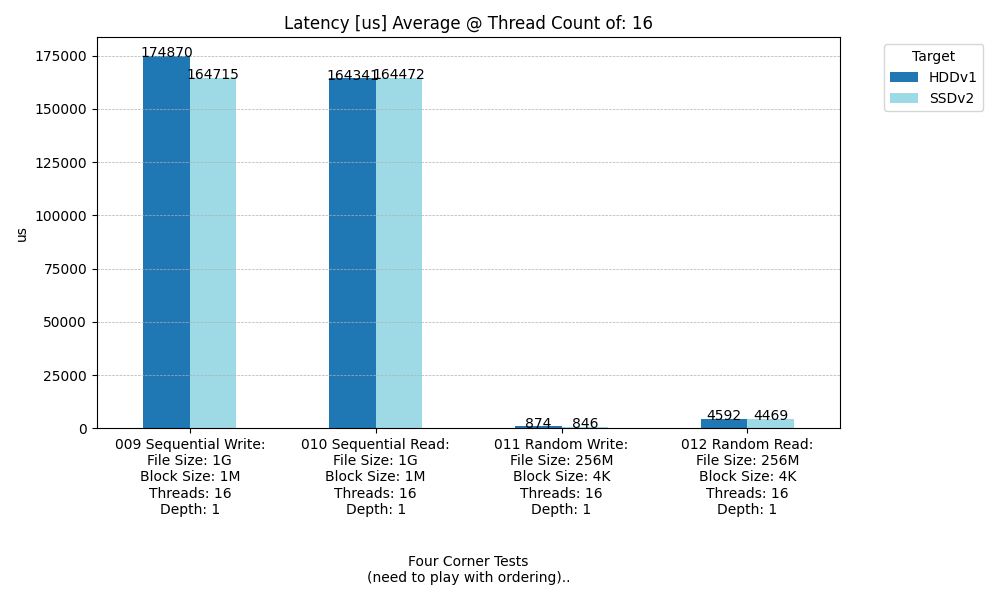 Latency [us] Average @ Thread Count of: 16
Target
HDDv1
SSDv2
us
175000
150000
125000
100000
75000
50000
25000
0
174870
164715
164341
164472
874
846
4592
4469
009 Sequential Write:
File Size: 1G
Block Size: 1M
Threads: 16
Depth: 1
010 Sequential Read:
File Size: 1G
Block Size: 1M
Threads: 16
Depth: 1
011 Random Write:
File Size: 256M
Block Size: 4K
Threads: 16
Depth: 1
012 Random Read:
File Size: 256M
Block Size: 4K
Threads: 16
Depth: 1
Four Corner Tests
(need to play with ordering)..